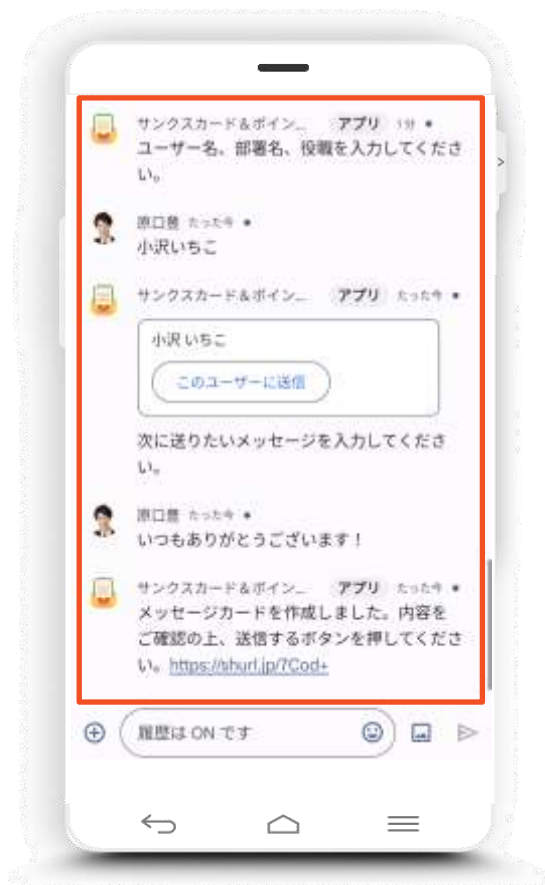 サンクスカード＆ポイン... アプリ 1分
ユーザー名、部署名、役職を入力してくださ
い。
原口豊 たった今
小沢いちこ
サンクスカード＆ポイン... アプリ たった今
小沢 いちこ
このユーザーに送信
次に送りたいメッセージを入力してくださ
い。
原口豊 たった今
いつもありがとうございます！
サンクスカード＆ポイン... アプリ たった今
メッセージカードを作成しました。内容を
ご確認の上、送信するボタンを押してくださ
い。https://shurl.jp/7Cod+
履歴は ON です